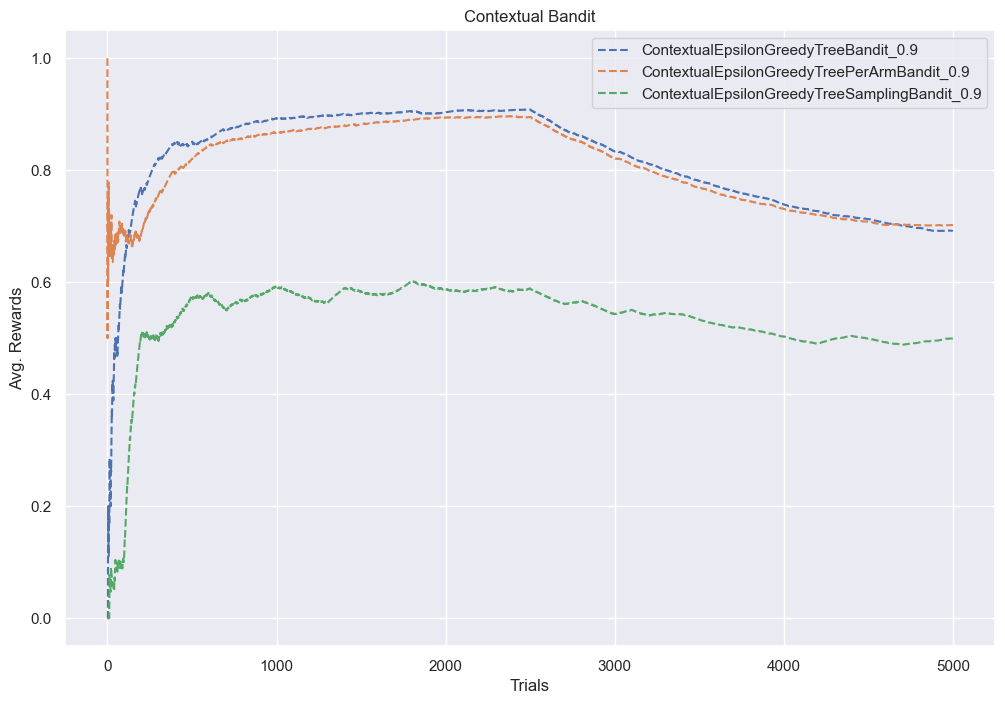 Contextual Bandit
ContextualEpsilonGreedyTreeBandit_0.9
ContextualEpsilonGreedyTreePerArmBandit_0.9
ContextualEpsilonGreedyTreeSamplingBandit_0.9
Avg. Rewards
1.0
0.8
0.6
0.4
0.2
0.0
0
1000
2000
3000
4000
5000
Trials